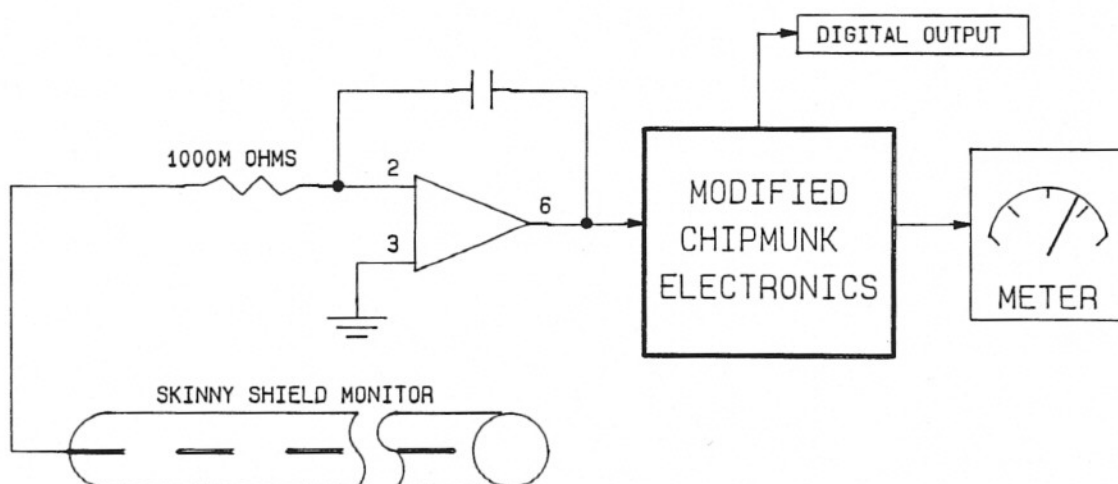 DIGITAL OUTPUT
1000M OHMS
2
6
3
MODIFIED
CHIPMUNK
ELECTRONICS
METER
SKINNY SHIELD MONITOR